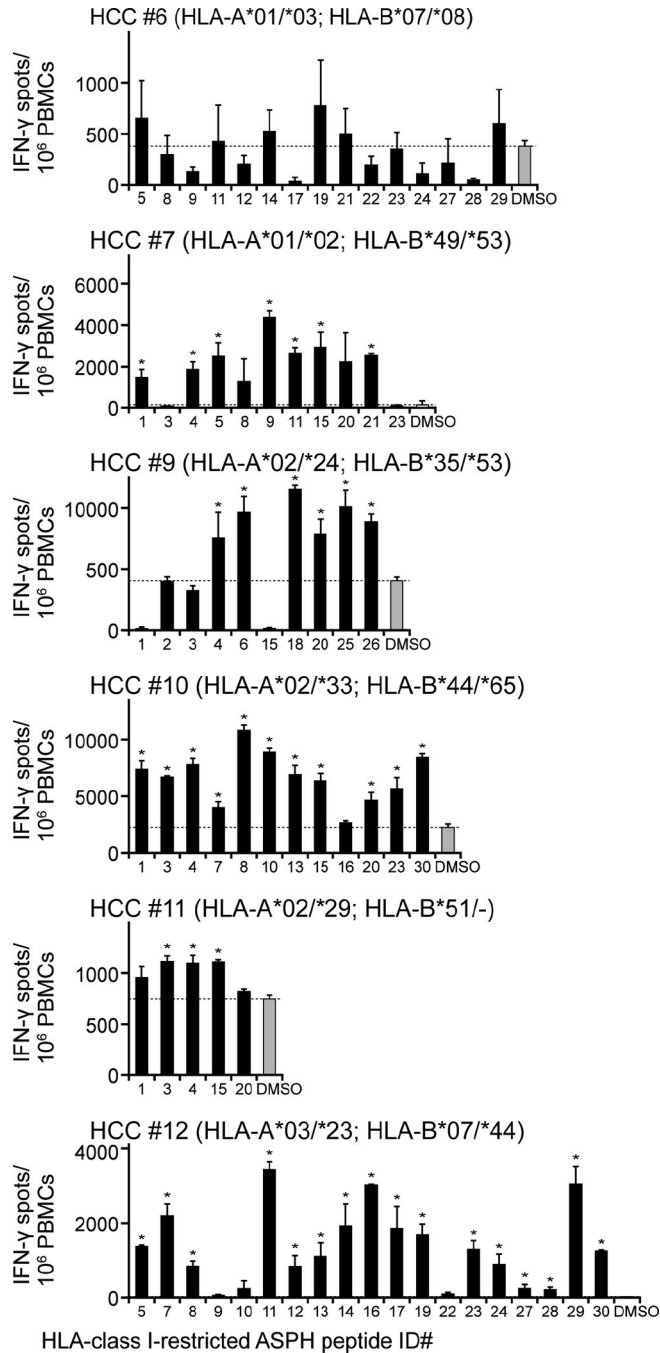 HCC #6 (HLA-A*01/*03; HLA-B*07/*08)
IFN-γ spots/
10⁶ PBMCs
1000
500
0
5 8 9 11 12 14 17 19 21 22 23 24 27 28 29 DMSO
HCC #7 (HLA-A*01/*02; HLA-B*49/*53)
IFN-γ spots/
10⁶ PBMCs
6000
4000
2000
0
* * * * * * *
1 3 4 5 8 9 11 15 20 21 23 DMSO
HCC #9 (HLA-A*02/*24; HLA-B*35/*53)
IFN-γ spots/
10⁶ PBMCs
10000
500
0
* * * * * *
1 2 3 4 6 15 18 20 25 26 DMSO
HCC #10 (HLA-A*02/*33; HLA-B*44/*65)
IFN-γ spots/
10⁶ PBMCs
10000
5000
0
* * * * * * * * * * *
1 3 4 7 8 10 13 15 16 20 23 30 DMSO
HCC #11 (HLA-A*02/*29; HLA-B*51/-)
IFN-γ spots/
10⁶ PBMCs
1000
500
0
* * *
1 3 4 15 20 DMSO
HCC #12 (HLA-A*03/*23; HLA-B*07/*44)
IFN-γ spots/
10⁶ PBMCs
4000
2000
0
* * * * * * * * * * * * * * * *
5 7 8 9 10 11 12 13 14 16 17 19 22 23 24 27 28 29 30 DMSO
HLA-class I-restricted ASPH peptide ID#